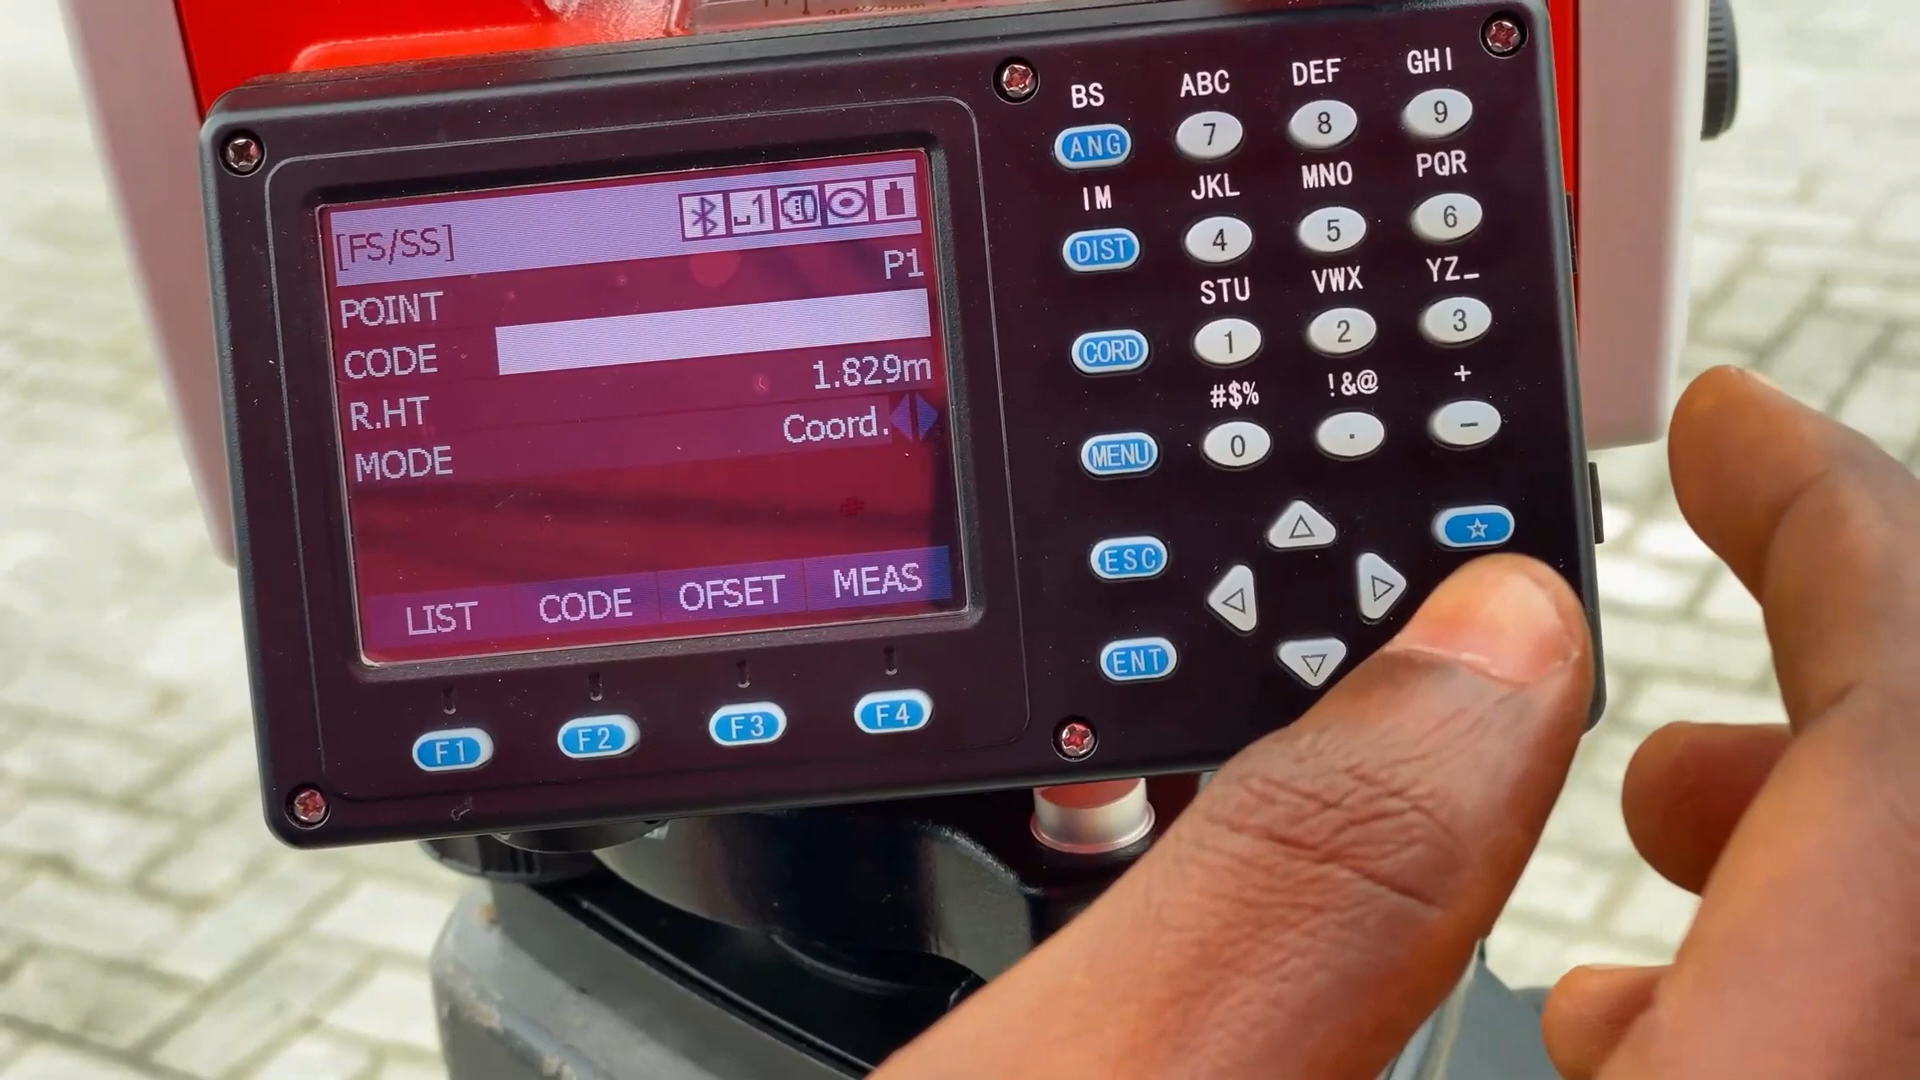 [FS/SS]
POINT P1
CODE
R.HT 1.829m
MODE Coord.
LIST CODE OFSET MEAS
F1 F2 F3 F4
BS ABC DEF GHI
ANG 7 8 9
IM JKL MNO PQR
DIST 4 5 6
STU VWX YZ_
CORD 1 2 3
#$% !&@ +
MENU 0 . -
ESC
ENT